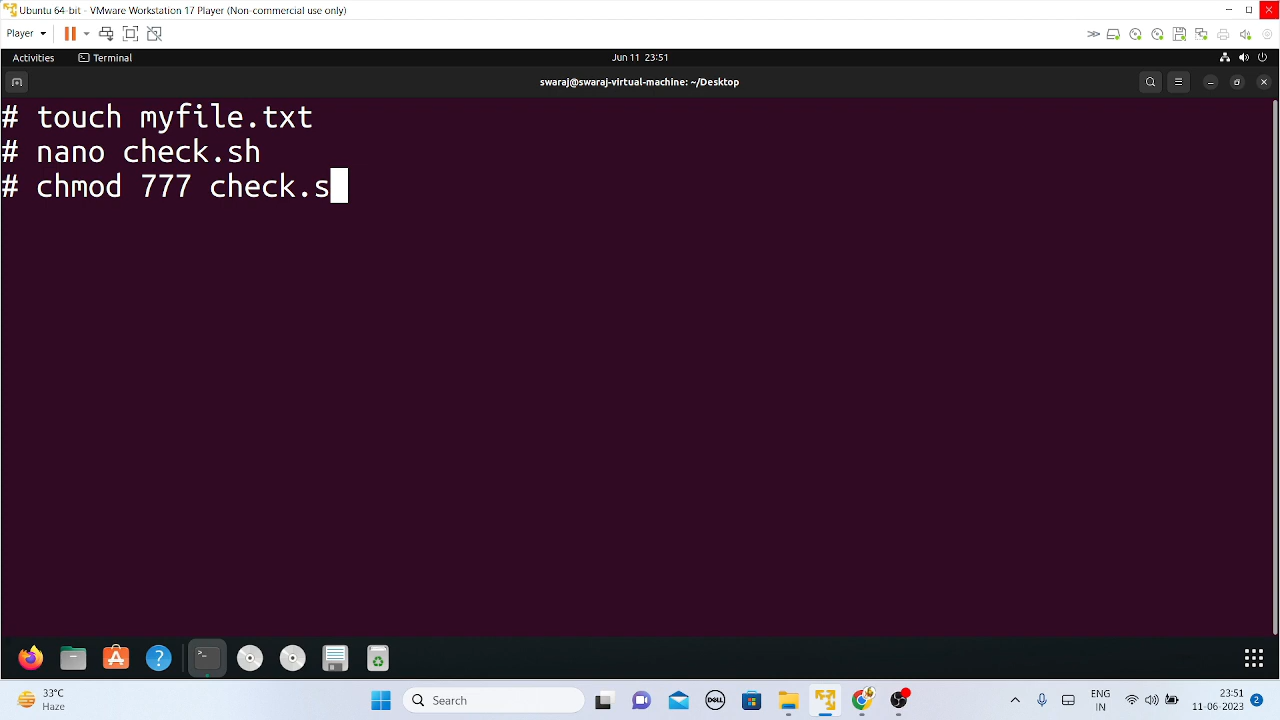 Ubuntu 64-bit - VMware Workstation 17 Player (Non-commercial use only)
Player
Activities
Terminal
Jun 11 23:51
swaraj@swaraj-virtual-machine: ~/Desktop
# touch myfile.txt
# nano check.sh
# chmod 777 check.s
33°C
Haze
Search
DELL
ENG
IN
23:51
11-06-2023
2